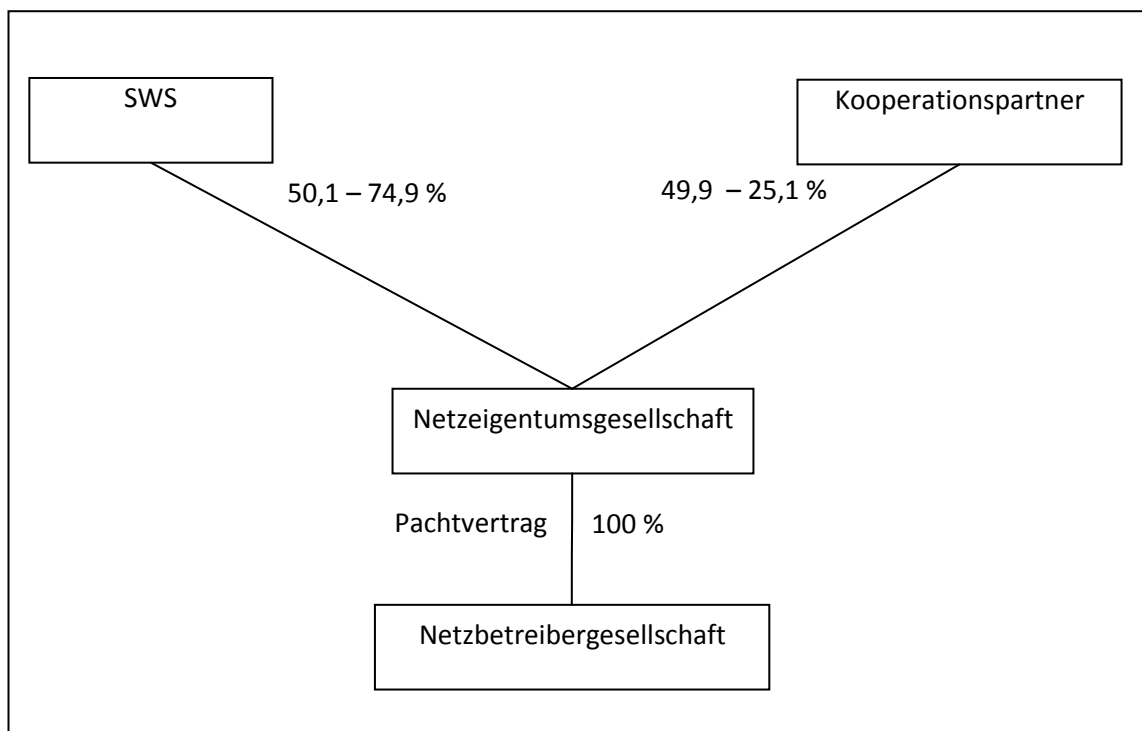 SWS
Kooperationspartner
50,1 – 74,9 %
49,9 – 25,1 %
Netzeigentumsgesellschaft
Pachtvertrag
100 %
Netzbetreibergesellschaft